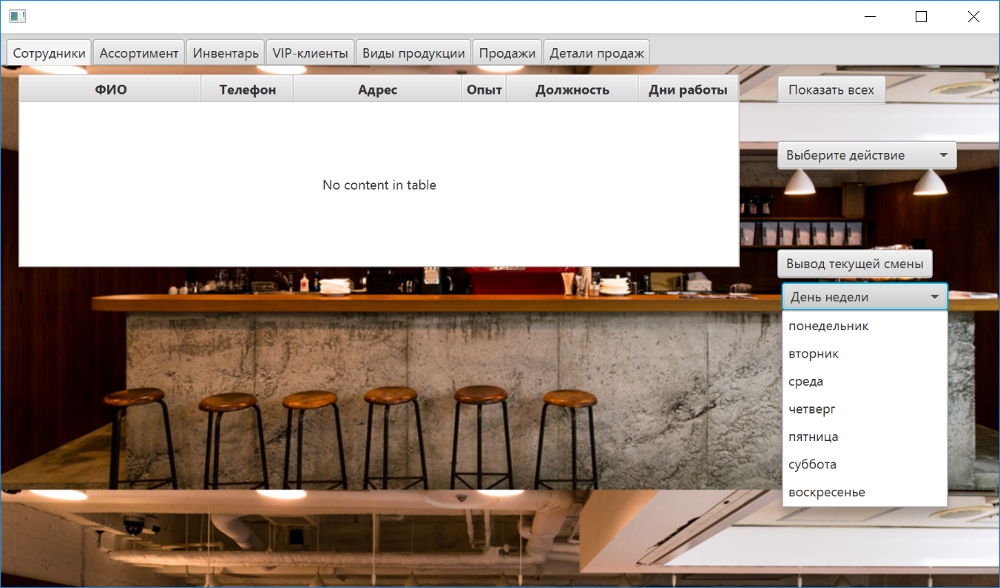 Сотрудники Ассортимент Инвентарь VIP-клиенты Виды продукции Продажи Детали продаж
ФИО Телефон Адрес Опыт Должность Дни работы
No content in table
Показать всех
Выберите действие
Вывод текущей смены
День недели
понедельник
вторник
среда
четверг
пятница
суббота
воскресенье